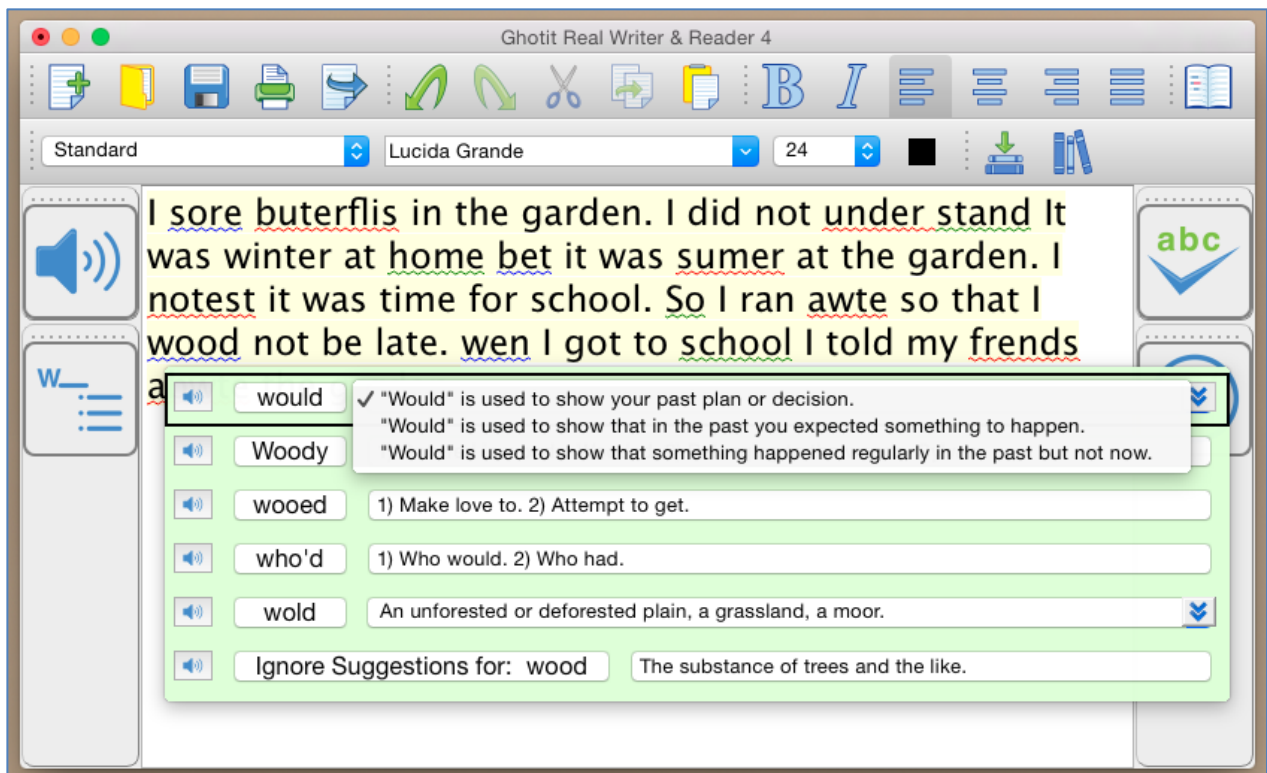 Ghotit Real Writer & Reader 4
B I
Standard Lucida Grande 24
I sore buterflis in the garden. I did not under stand It
was winter at home bet it was sumer at the garden. I
notest it was time for school. So I ran awte so that I
wood not be late. wen I got to school I told my frends
a
abc
W
would ✓ "Would" is used to show your past plan or decision.
"Would" is used to show that in the past you expected something to happen.
"Would" is used to show that something happened regularly in the past but not now.
Woody
wooed 1) Make love to. 2) Attempt to get.
who'd 1) Who would. 2) Who had.
wold An unforested or deforested plain, a grassland, a moor.
Ignore Suggestions for: wood The substance of trees and the like.